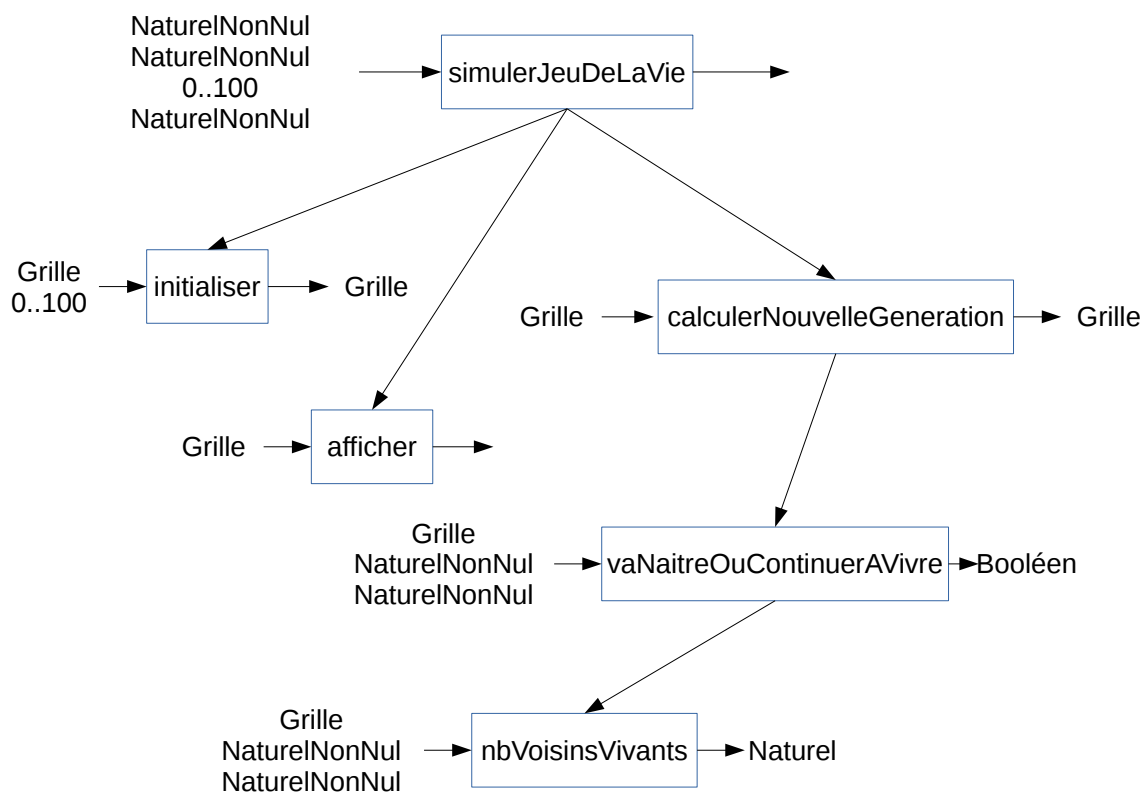 NaturelNonNul
NaturelNonNul
0..100
NaturelNonNul
simulerJeuDeLaVie
Grille
0..100
initialiser
Grille
Grille
calculerNouvelleGeneration
Grille
Grille
afficher
Grille
NaturelNonNul
NaturelNonNul
vaNaitreOuContinuerAVivre
Booléen
Grille
NaturelNonNul
NaturelNonNul
nbVoisinsVivants
Naturel